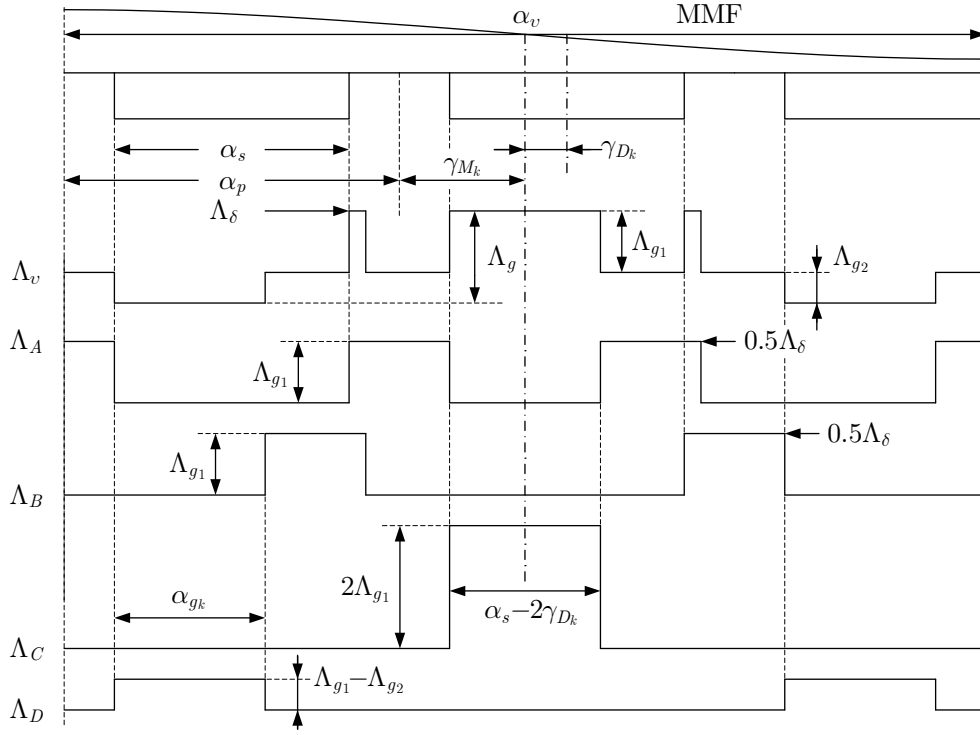 α_v MMF
α_s γ_{M_k} γ_{D_k}
α_p
Λ_δ Λ_g Λ_{g_1} Λ_{g_2}
Λ_v
Λ_A Λ_{g_1} 0.5Λ_δ
Λ_{g_1} 0.5Λ_δ
Λ_B
2Λ_{g_1} α_{g_k} α_s−2γ_{D_k}
Λ_C
Λ_{g_1}−Λ_{g_2}
Λ_D